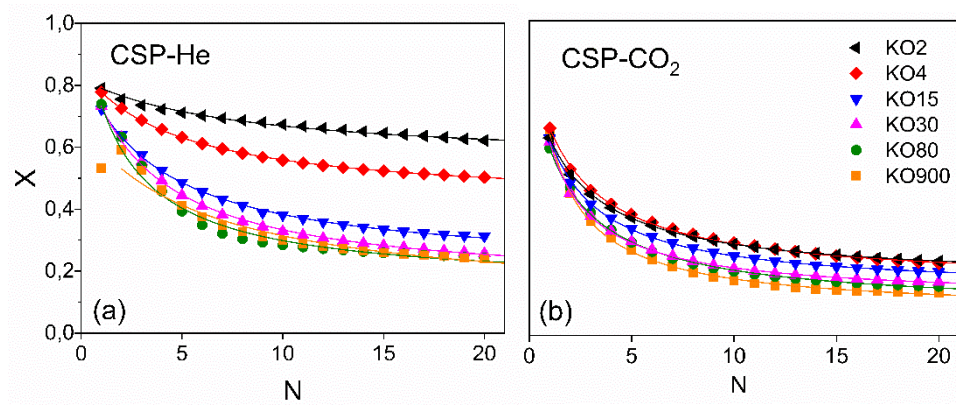 1,0
0,8
0,6
0,4
0,2
0,0
X
CSP-He
(a)
5
10
15
20
N
CSP-CO₂
(b)
0
5
10
15
20
N
KO2
KO4
KO15
KO30
KO80
KO900